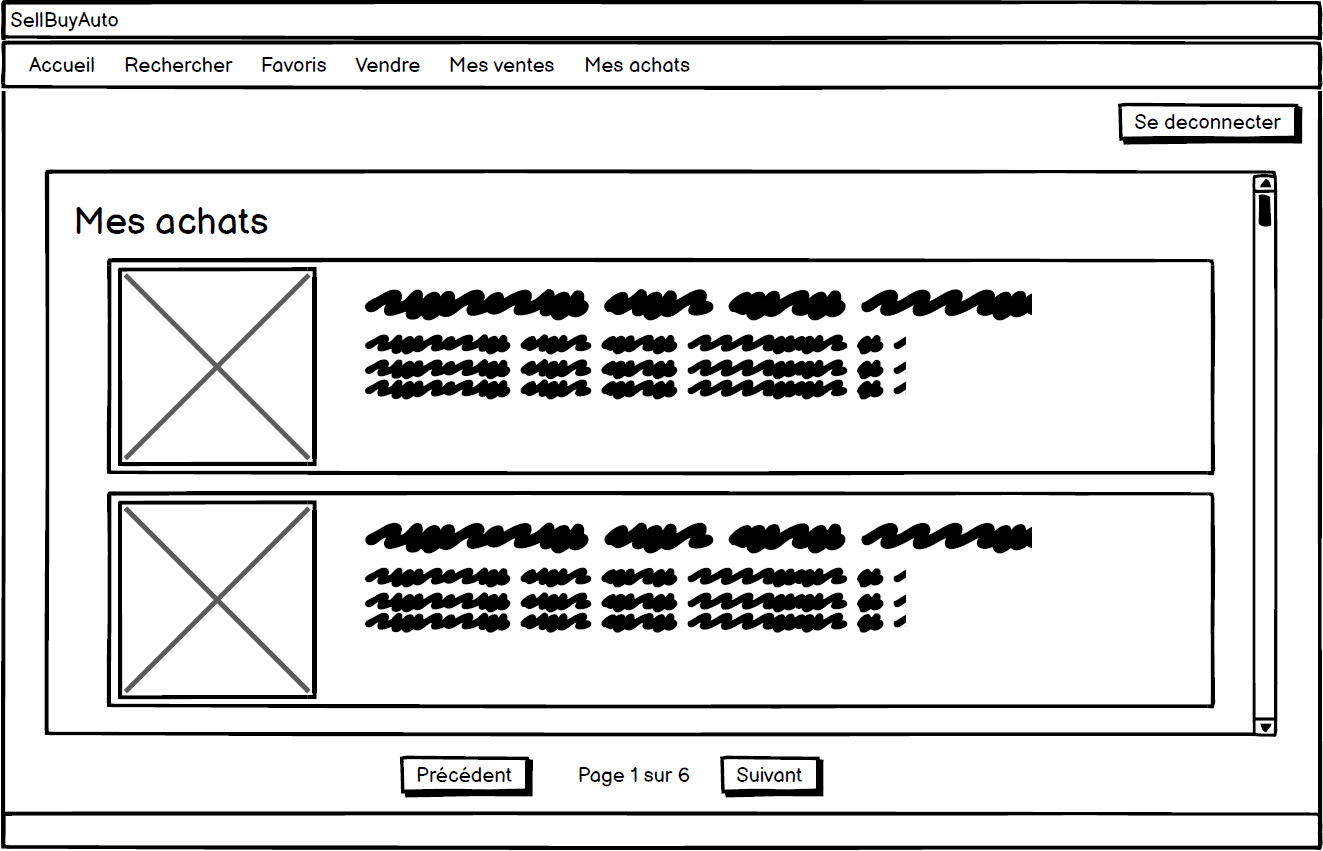 SellBuyAuto
Accueil Rechercher Favoris Vendre Mes ventes Mes achats
Se deconnecter
Mes achats
Précédent Page 1 sur 6 Suivant